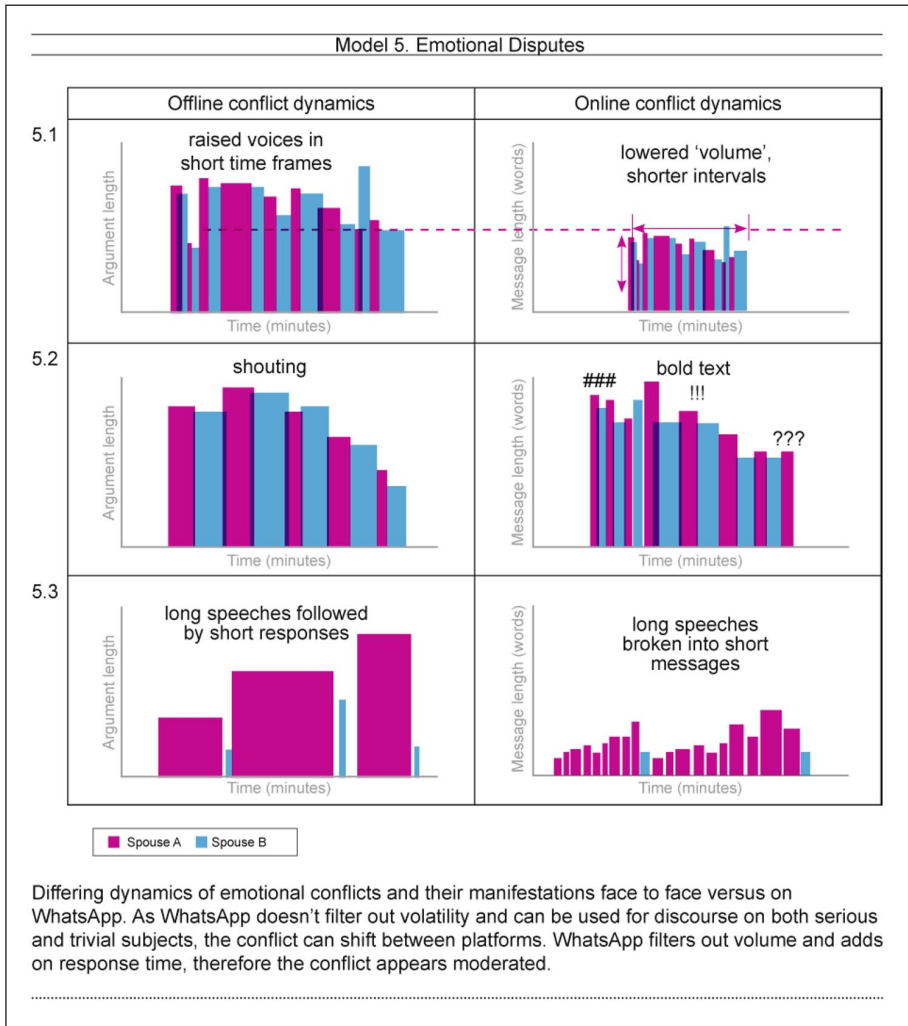 Model 5. Emotional Disputes
Offline conflict dynamics
Online conflict dynamics
5.1
raised voices in
short time frames
Argument length
Time (minutes)
lowered ‘volume’,
shorter intervals
Message length (words)
Time (minutes)
5.2
shouting
Argument length
Time (minutes)
bold text
###
!!!
???
Message length (words)
Time (minutes)
5.3
long speeches followed
by short responses
Argument length
Time (minutes)
long speeches
broken into short
messages
Message length (words)
Time (minutes)
Spouse A
Spouse B
Differing dynamics of emotional conflicts and their manifestations face to face versus on
WhatsApp. As WhatsApp doesn’t filter out volatility and can be used for discourse on both serious
and trivial subjects, the conflict can shift between platforms. WhatsApp filters out volume and adds
on response time, therefore the conflict appears moderated.